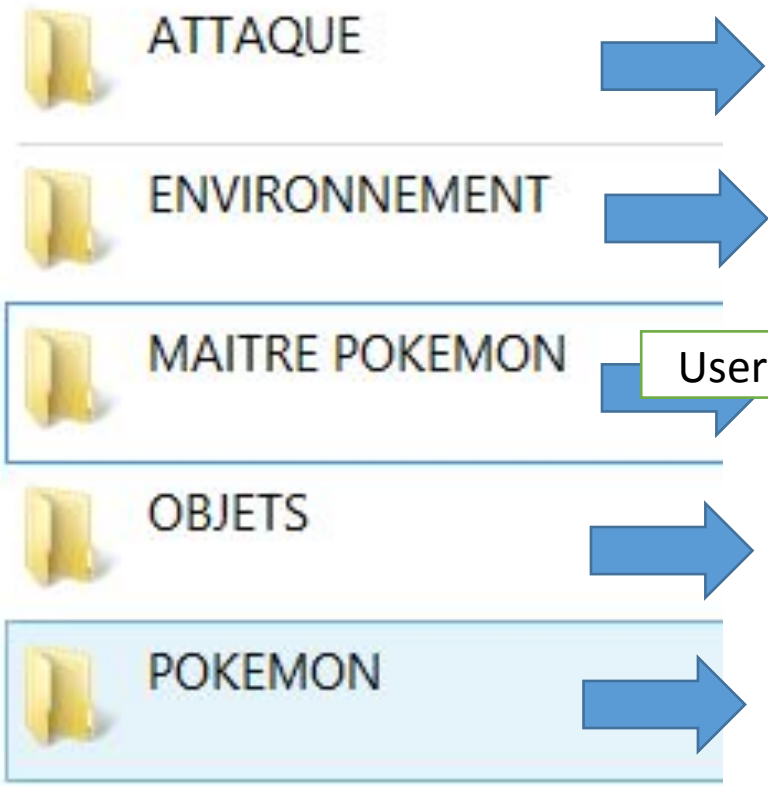 ATTAQUE
ENVIRONNEMENT
MAITRE POKEMON
User
OBJETS
POKEMON